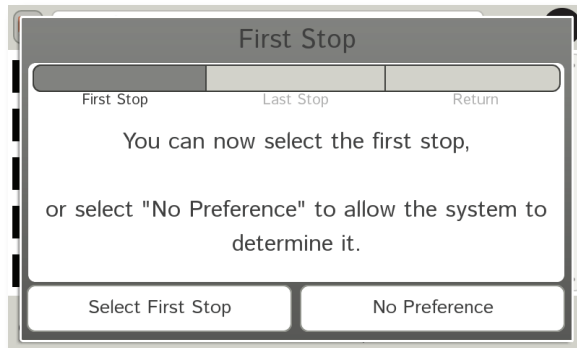 First Stop
First Stop
Last Stop
Return
You can now select the first stop,
or select "No Preference" to allow the system to
determine it.
Select First Stop
No Preference